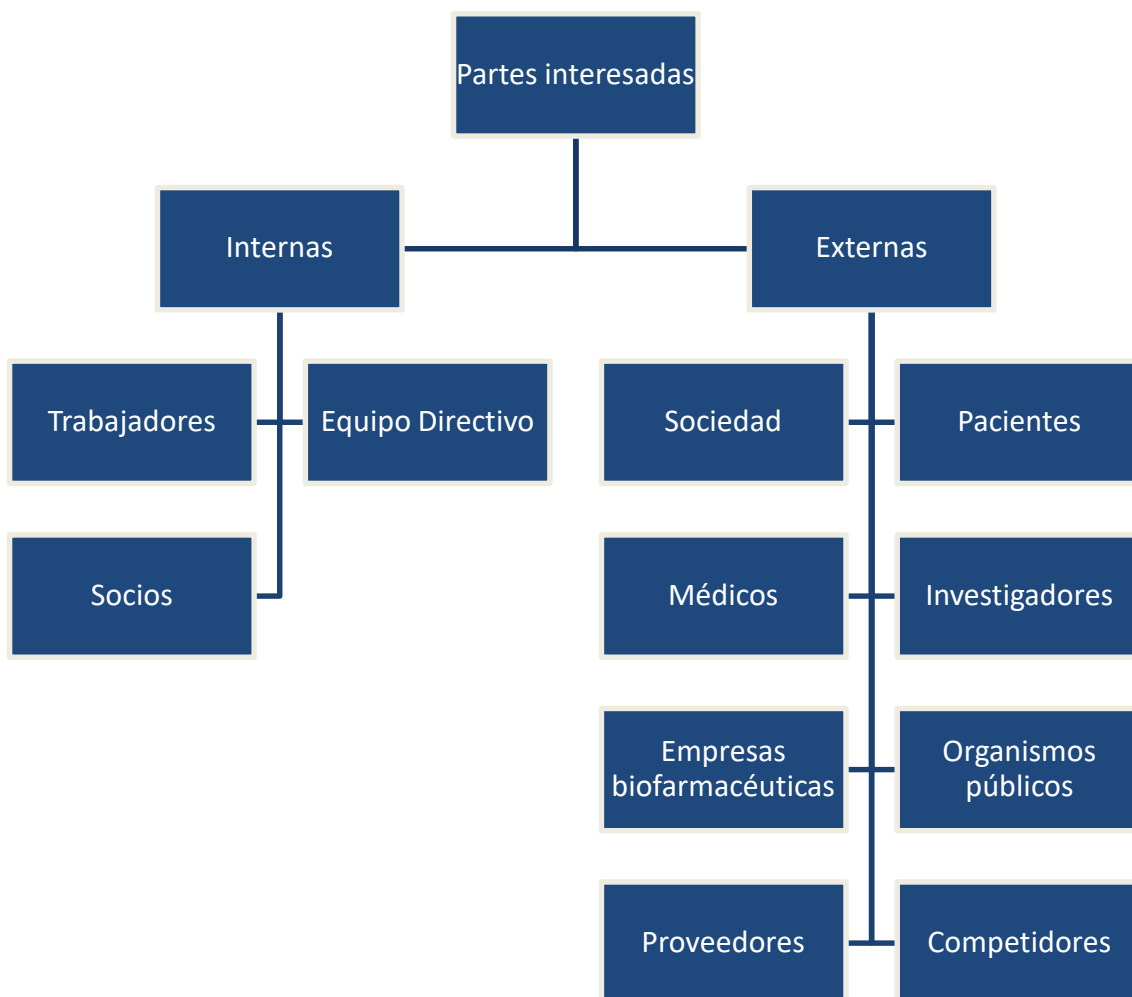 Partes interesadas
Internas
Externas
Trabajadores
Equipo Directivo
Sociedad
Pacientes
Socios
Médicos
Investigadores
Empresas
biofarmacéuticas
Organismos
públicos
Proveedores
Competidores